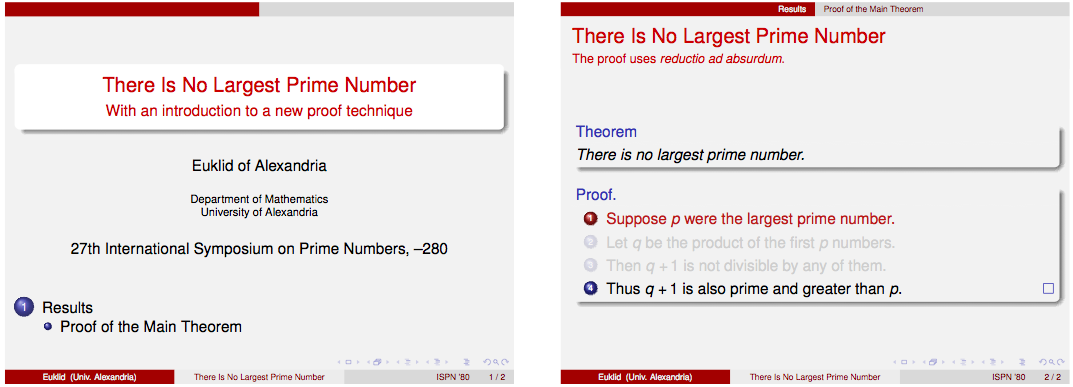 There Is No Largest Prime Number
With an introduction to a new proof technique
Euklid of Alexandria
Department of Mathematics
University of Alexandria
27th International Symposium on Prime Numbers, –280
1 Results
Proof of the Main Theorem
Euklid (Univ. Alexandria) There Is No Largest Prime Number ISPN '80 1 / 2
Results Proof of the Main Theorem
There Is No Largest Prime Number
The proof uses reductio ad absurdum.
Theorem
There is no largest prime number.
Proof.
1 Suppose p were the largest prime number.
2 Let q be the product of the first p numbers.
3 Then q + 1 is not divisible by any of them.
4 Thus q + 1 is also prime and greater than p.
Euklid (Univ. Alexandria) There Is No Largest Prime Number ISPN '80 2 / 2